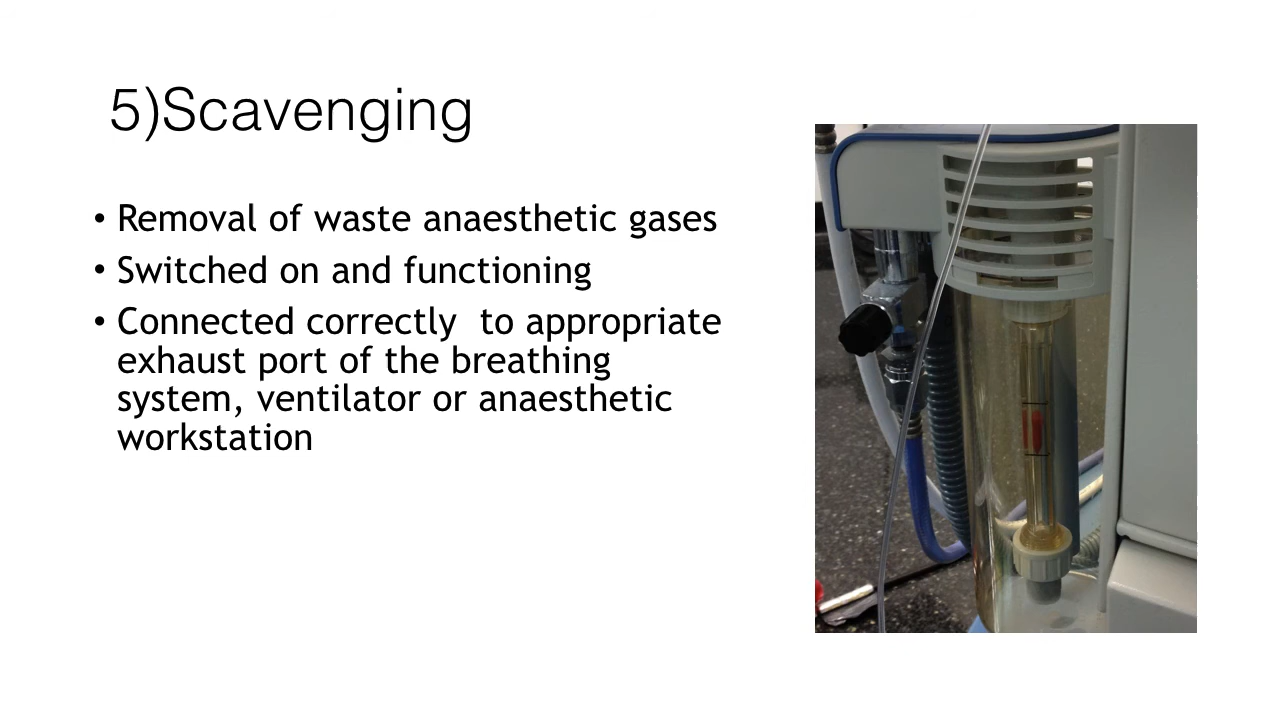 5)Scavenging
• Removal of waste anaesthetic gases
• Switched on and functioning
• Connected correctly  to appropriate
exhaust port of the breathing
system, ventilator or anaesthetic
workstation